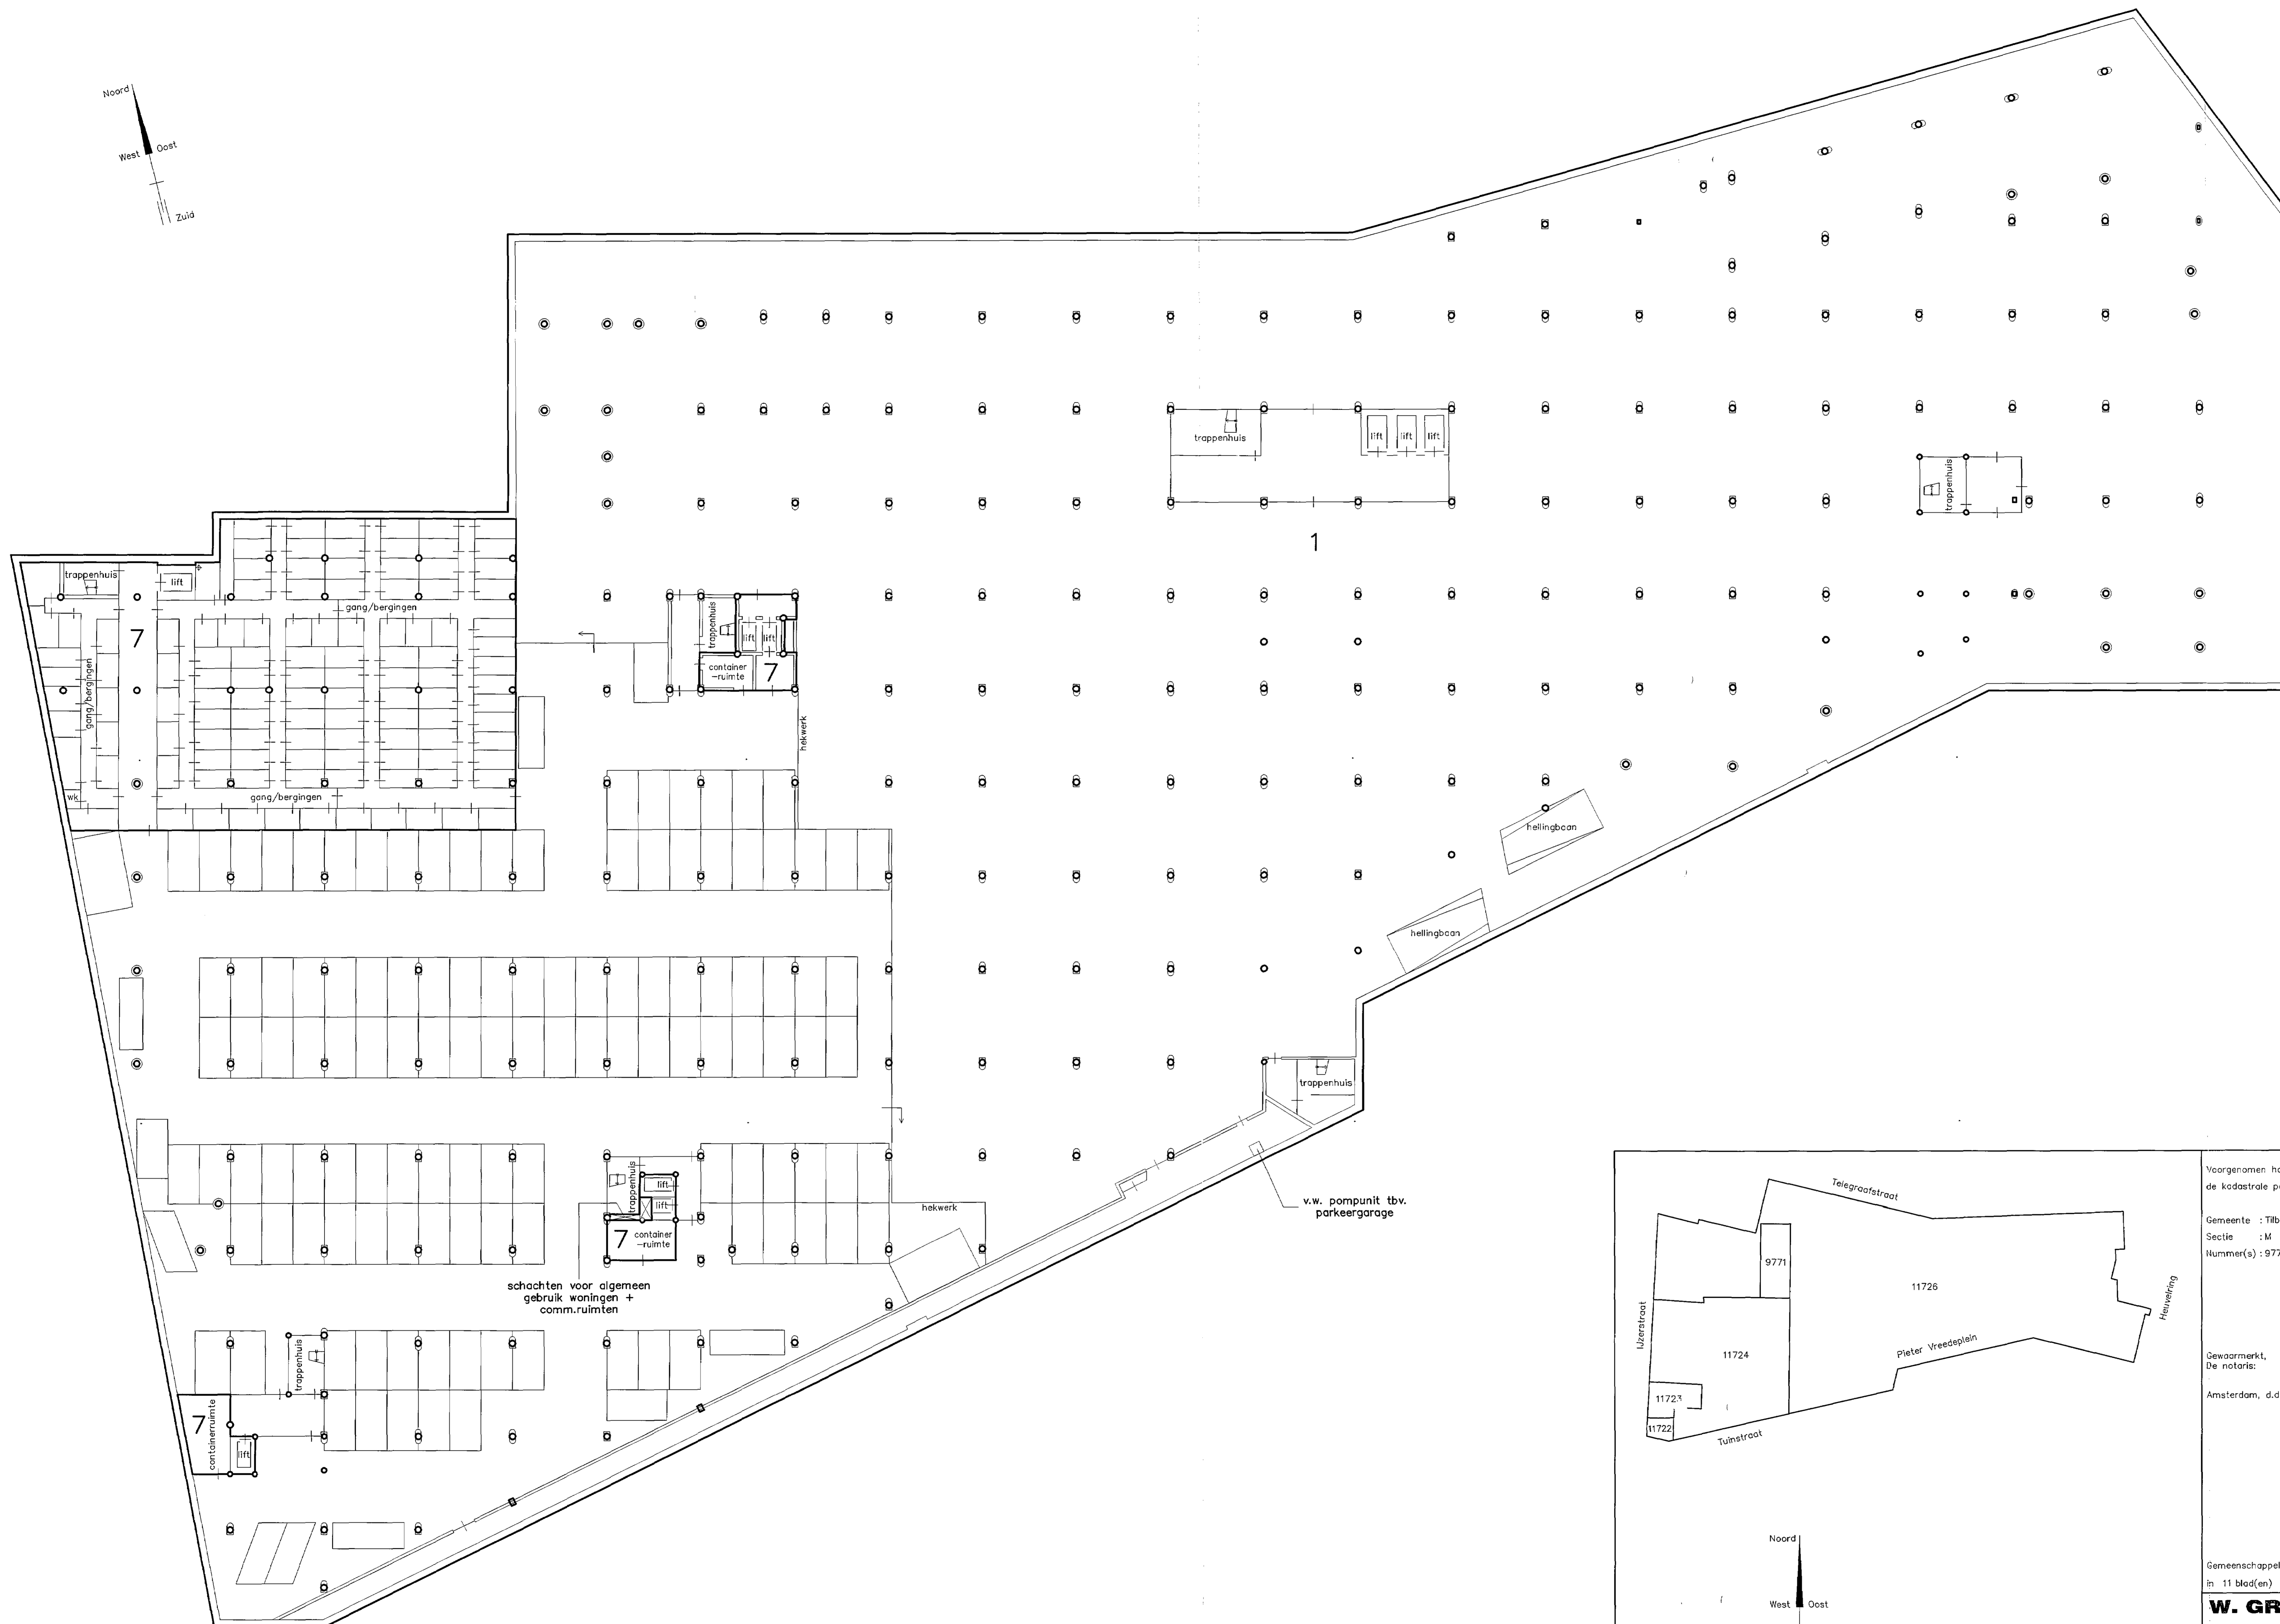 Noord
West Oost
Zuid
trappenhuis
lift lift lift
trappenhuis
1
trappenhuis
lift
gang/bergingen
7
gang/bergingen
trappenhuis
lift lift
container
-ruimte
7
hekwerk
wk.
gang/bergingen
hellingbaan
hellingbaan
trappenhuis
v.w. pompunit tbv.
parkeergarage
trappenhuis
lift
lift
7
container
-ruimte
hekwerk
schachten voor algemeen
gebruik woningen +
comm.ruimten
trappenhuis
7
containerruimte
lift
Telegraafstraat
9771
11726
IJzerstraat
Heuvelring
11724
Pieter Vreedeplein
11723
11722
Tuinstraat
Noord
West Oost
Voorgenomen
de kadastrale
Gemeente :
Sectie : M
Nummer(s) :
Gewaarmerkt,
De notaris:
Amsterdam,
in 11 blad(en)
W.